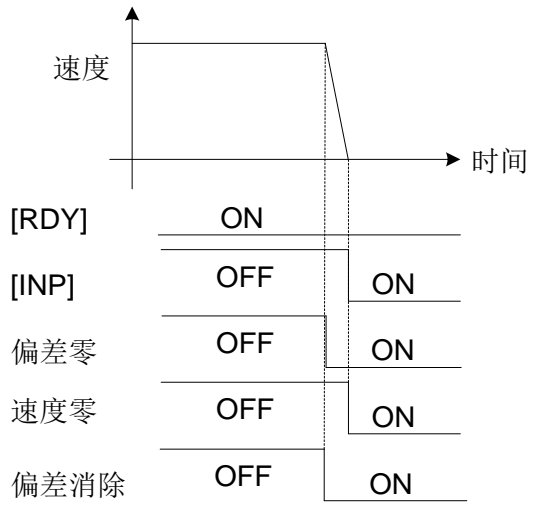 速度
时间
[RDY] ON
[INP] OFF ON
偏差零 OFF ON
速度零 OFF ON
偏差消除 OFF ON